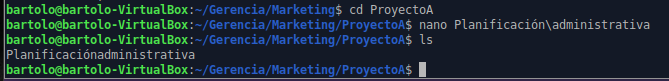 bartolo@bartolo-VirtualBox:~/Gerencia/Marketing$ cd ProyectoA
bartolo@bartolo-VirtualBox:~/Gerencia/Marketing/ProyectoA$ nano Planificación\administrativa
bartolo@bartolo-VirtualBox:~/Gerencia/Marketing/ProyectoA$ ls
Planificaciónadministrativa
bartolo@bartolo-VirtualBox:~/Gerencia/Marketing/ProyectoA$